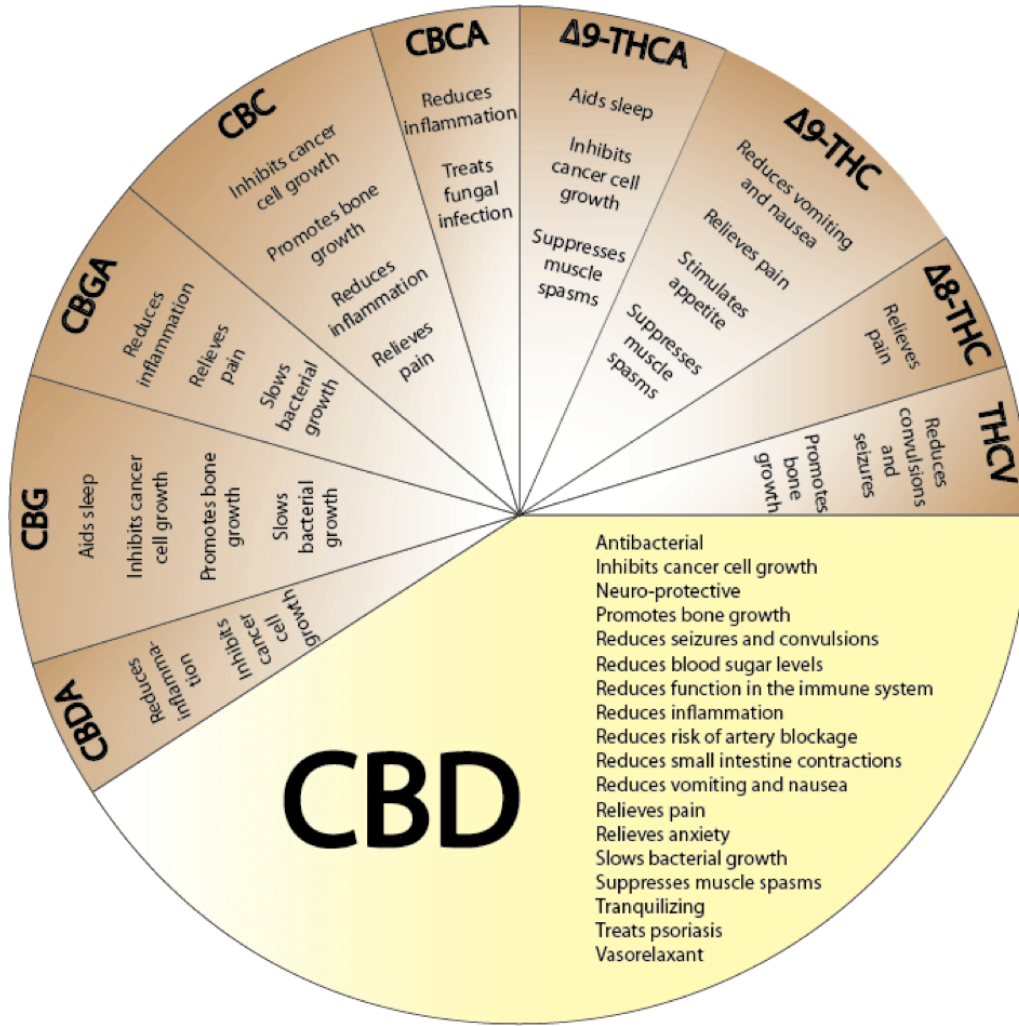 CBCA
Reduces
inflammation
Treats
fungal
infection
Δ9-THCA
Aids sleep
Inhibits
cancer cell
growth
Suppresses
muscle
spasms
Δ9-THC
Reduces vomiting
and nausea
Relieves pain
Stimulates
appetite
Suppresses
muscle
spasms
Δ8-THC
Relieves
pain
THCV
Reduces
convulsions
and
seizures
Promotes
bone
growth
CBD
Antibacterial
Inhibits cancer cell growth
Neuro-protective
Promotes bone growth
Reduces seizures and convulsions
Reduces blood sugar levels
Reduces function in the immune system
Reduces inflammation
Reduces risk of artery blockage
Reduces small intestine contractions
Reduces vomiting and nausea
Relieves pain
Relieves anxiety
Slows bacterial growth
Suppresses muscle spasms
Tranquilizing
Treats psoriasis
Vasorelaxant
CBDA
Reduces
inflamma-
tion
Inhibits
cancer
cell
growth
CBG
Aids sleep
Inhibits cancer
cell growth
Promotes bone
growth
Slows
bacterial
growth
CBGA
Reduces
inflammation
Relieves
pain
Slows
bacterial
growth
CBC
Inhibits cancer
cell growth
Promotes bone
growth
Reduces
inflammation
Relieves
pain